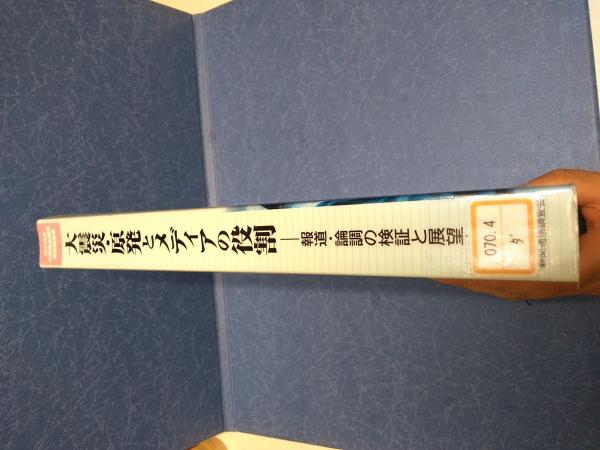 大震災・原発とメディアの役割
―報道・論調の検証と展望
070.4
ダ